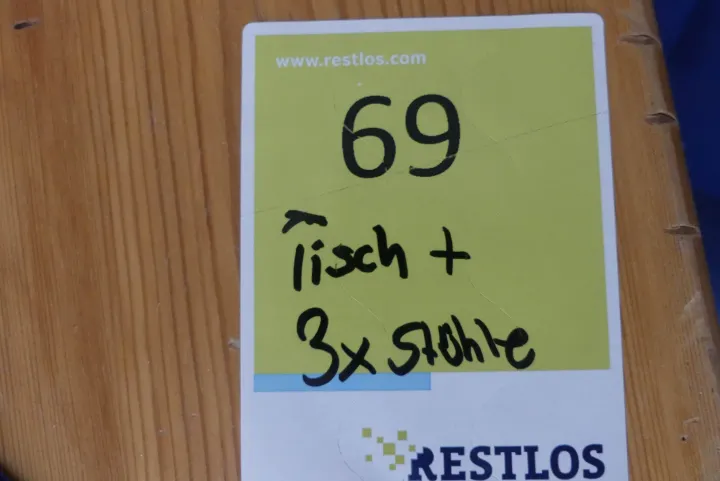 www.restlos.com
69
Tisch +
3x Stühle
RESTLOS